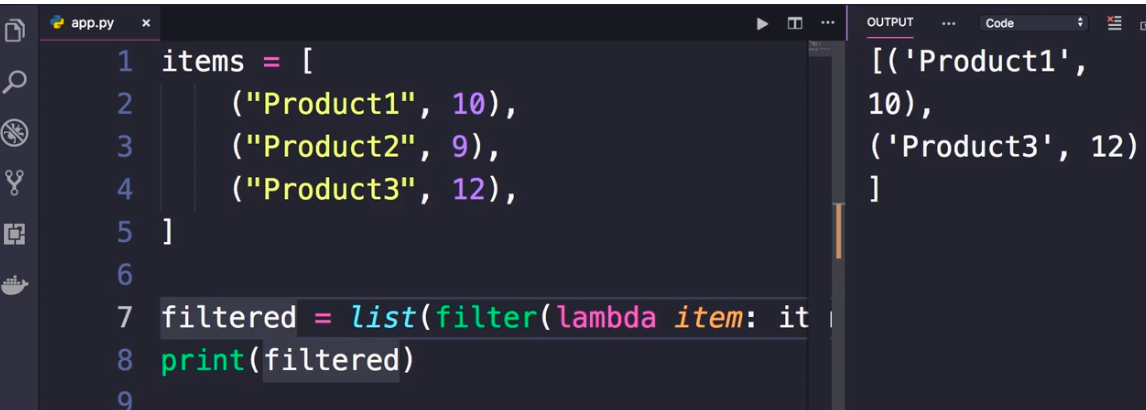 app.py
1 items = [
2 ("Product1", 10),
3 ("Product2", 9),
4 ("Product3", 12),
5 ]
6
7 filtered = list(filter(lambda item: it
8 print(filtered)
9
OUTPUT
Code
[('Product1',
10),
('Product3', 12)
]